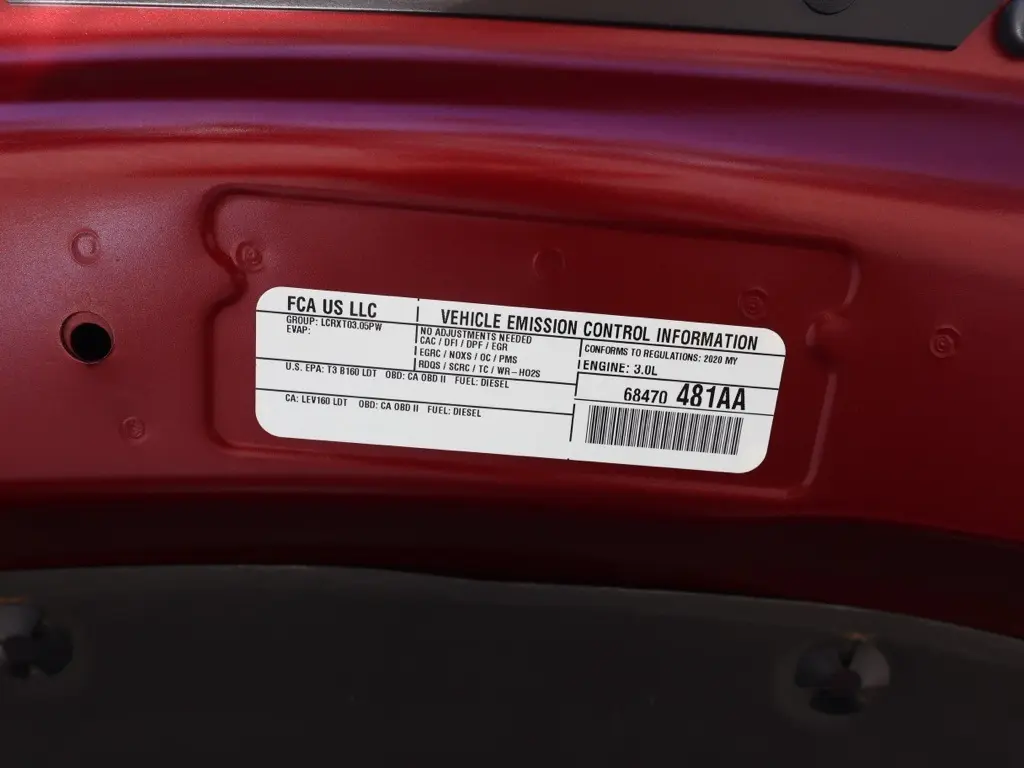 FCA US LLC
GROUP: LCRXT03.05PW
EVAP:
VEHICLE EMISSION CONTROL INFORMATION
NO ADJUSTMENTS NEEDED
CAC / DFI / DPF / EGR
EGRC / NOXS / OC / PMS
RDQS / SCRC / TC / WR-HO2S
CONFORMS TO REGULATIONS: 2020 MY
ENGINE: 3.0L
U.S. EPA: T3 B160 LDT OBD: CA OBD II FUEL: DIESEL
68470 481AA
CA: LEV160 LDT OBD: CA OBD II FUEL: DIESEL